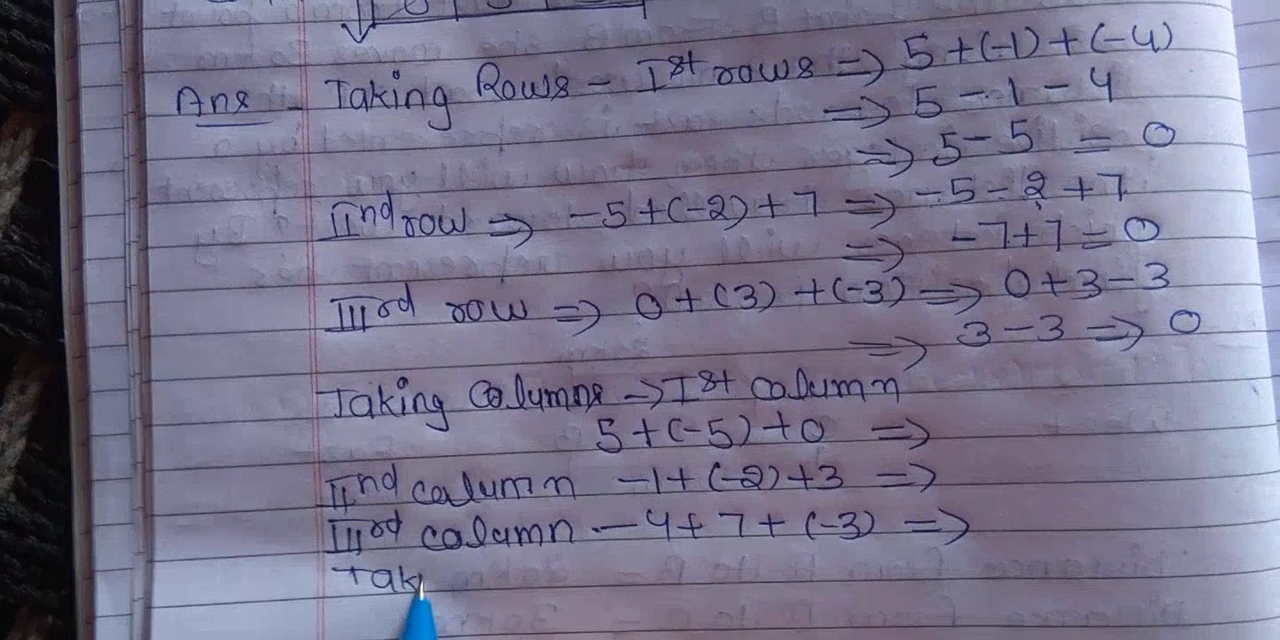 Ans - Taking Rows - Ist rows => 5 + (-1) + (-4)
=> 5 - 1 - 4
=> 5 - 5 = 0
IInd row => -5 + (-2) + 7 => -5 - 2 + 7
=> -7 + 7 = 0
IIIrd row => 0 + (3) + (-3) => 0 + 3 - 3
=> 3 - 3 => 0
Taking Columns -> Ist column
5 + (-5) + 0 =>
IInd calumn -1 + (-2) + 3 =>
IIIrd calumn - 4 + 7 + (-3) =>
Tak